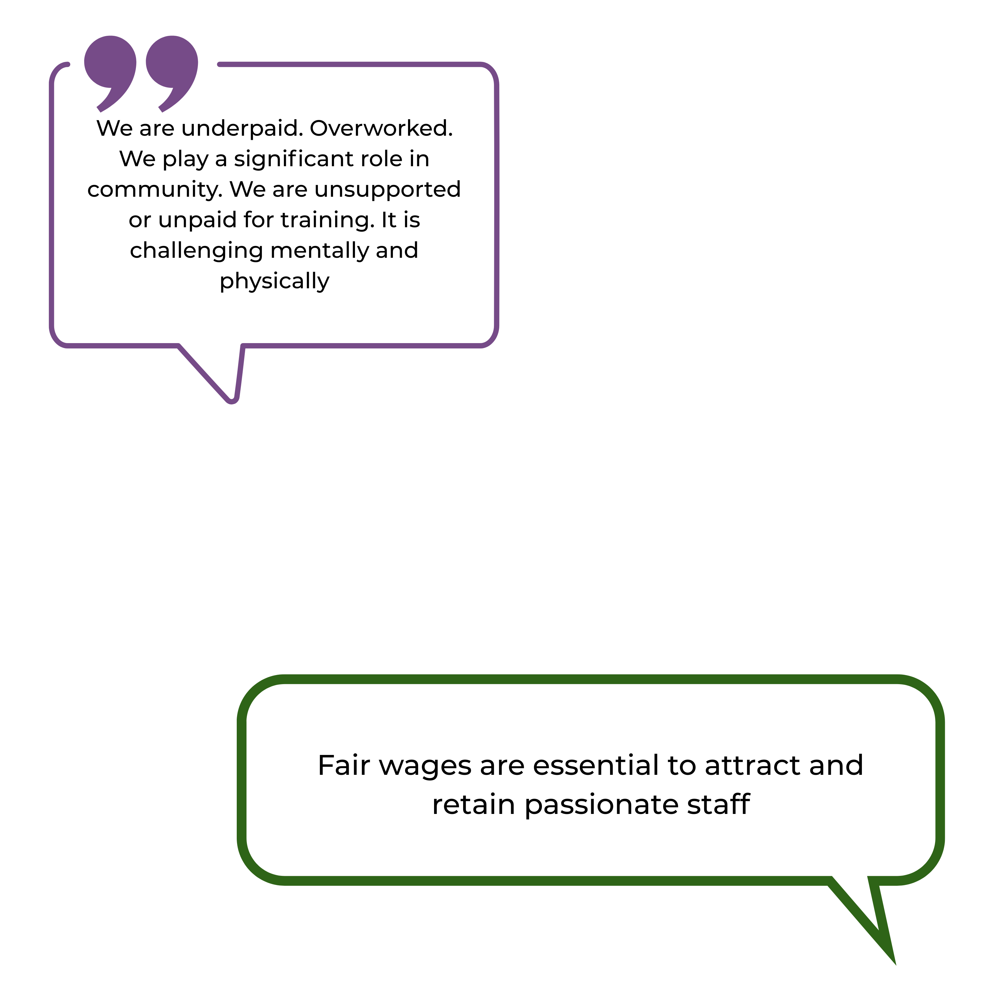 We are underpaid. Overworked.
We play a significant role in
community. We are unsupported
or unpaid for training. It is
challenging mentally and
physically
Fair wages are essential to attract and
retain passionate staff